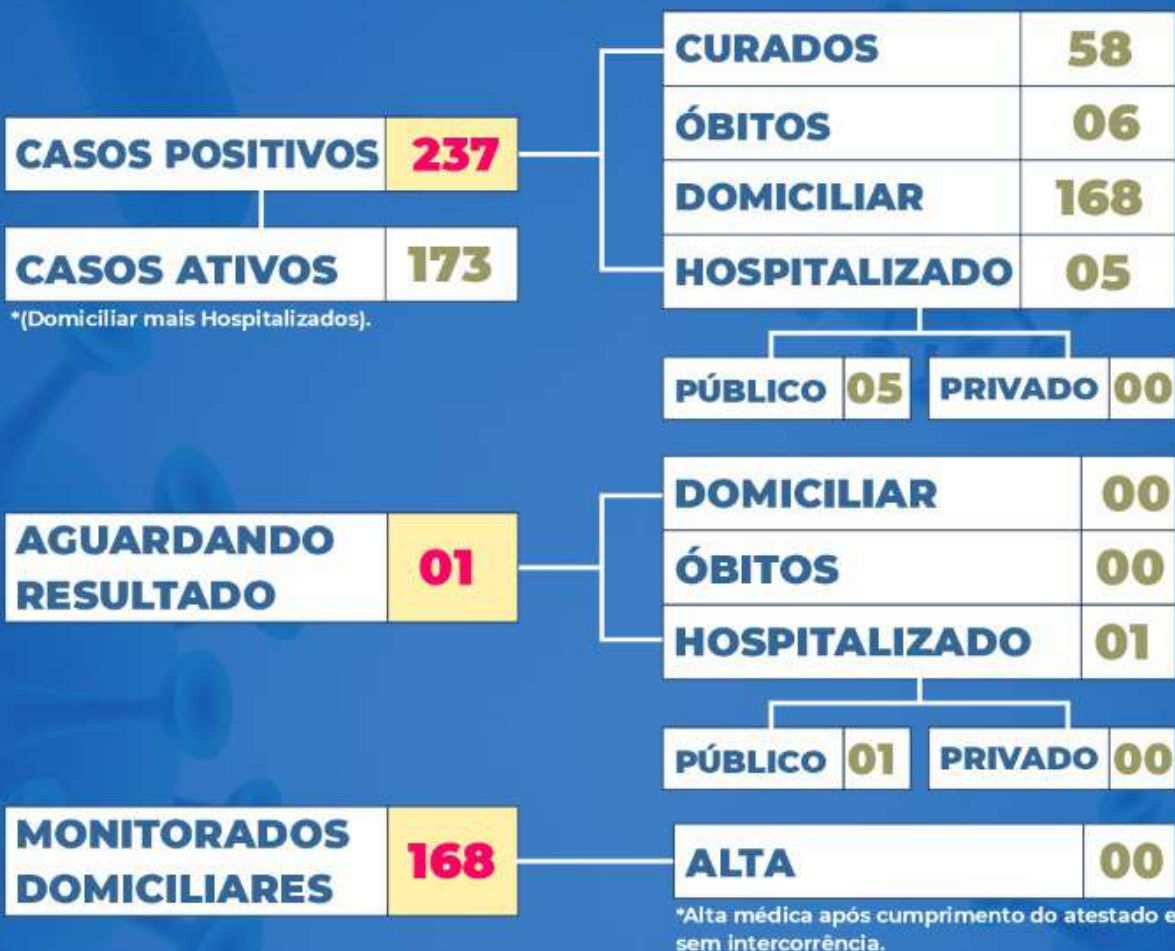 CASOS POSITIVOS 237
CASOS ATIVOS 173
*(Domiciliar mais Hospitalizados).
CURADOS 58
ÓBITOS 06
DOMICILIAR 168
HOSPITALIZADO 05
PÚBLICO 05 PRIVADO 00
AGUARDANDO
RESULTADO 01
DOMICILIAR 00
ÓBITOS 00
HOSPITALIZADO 01
PÚBLICO 01 PRIVADO 00
MONITORADOS
DOMICILIARES 168
ALTA 00
*Alta médica após cumprimento do atestado e
sem intercorrência.